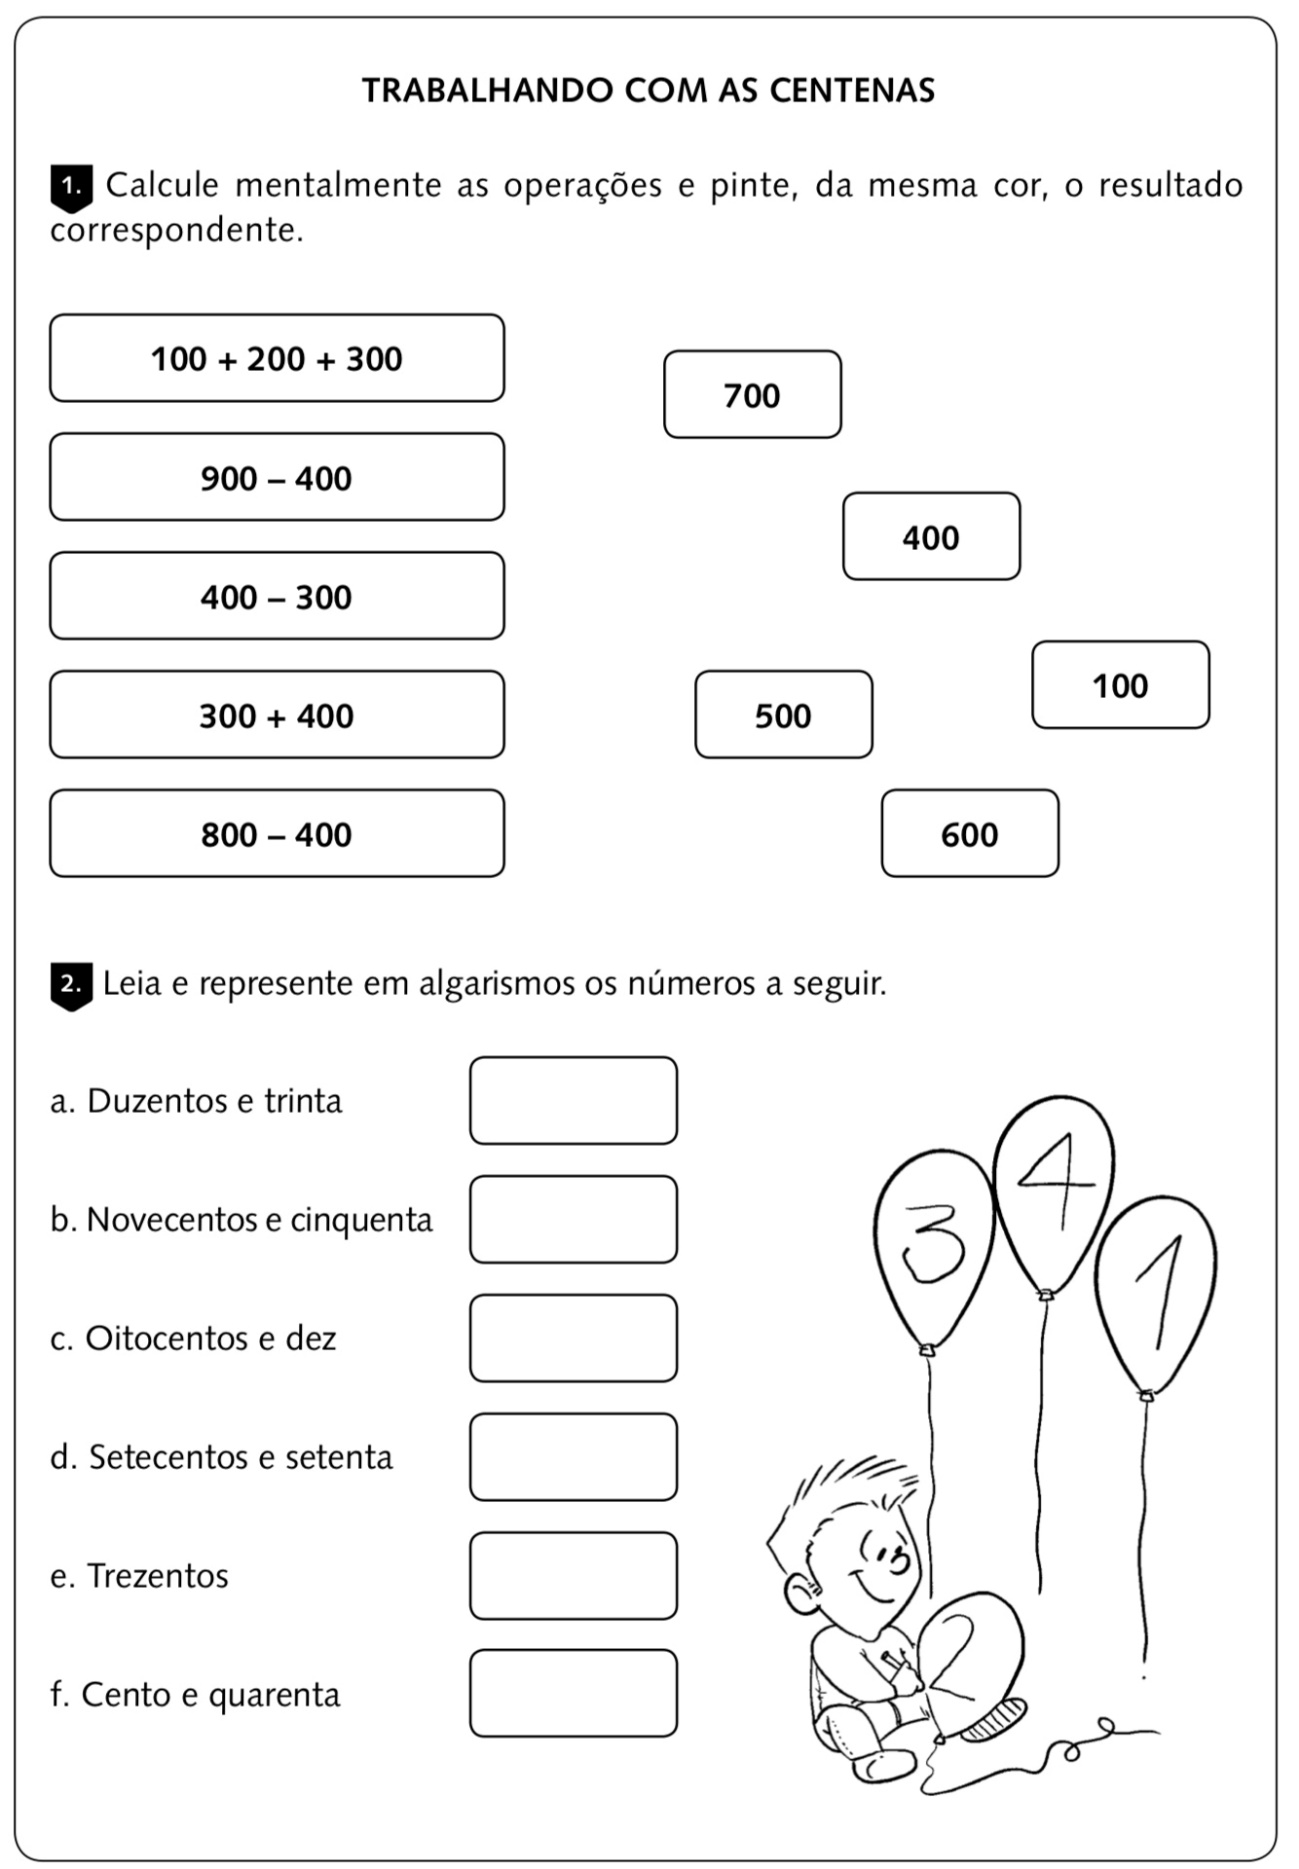 TRABALHANDO COM AS CENTENAS
1. Calcule mentalmente as operações e pinte, da mesma cor, o resultado
correspondente.
100 + 200 + 300
900 – 400
400 – 300
300 + 400
800 – 400
700
400
100
500
600
2. Leia e represente em algarismos os números a seguir.
a. Duzentos e trinta
b. Novecentos e cinquenta
c. Oitocentos e dez
d. Setecentos e setenta
e. Trezentos
f. Cento e quarenta
3
4
1
2